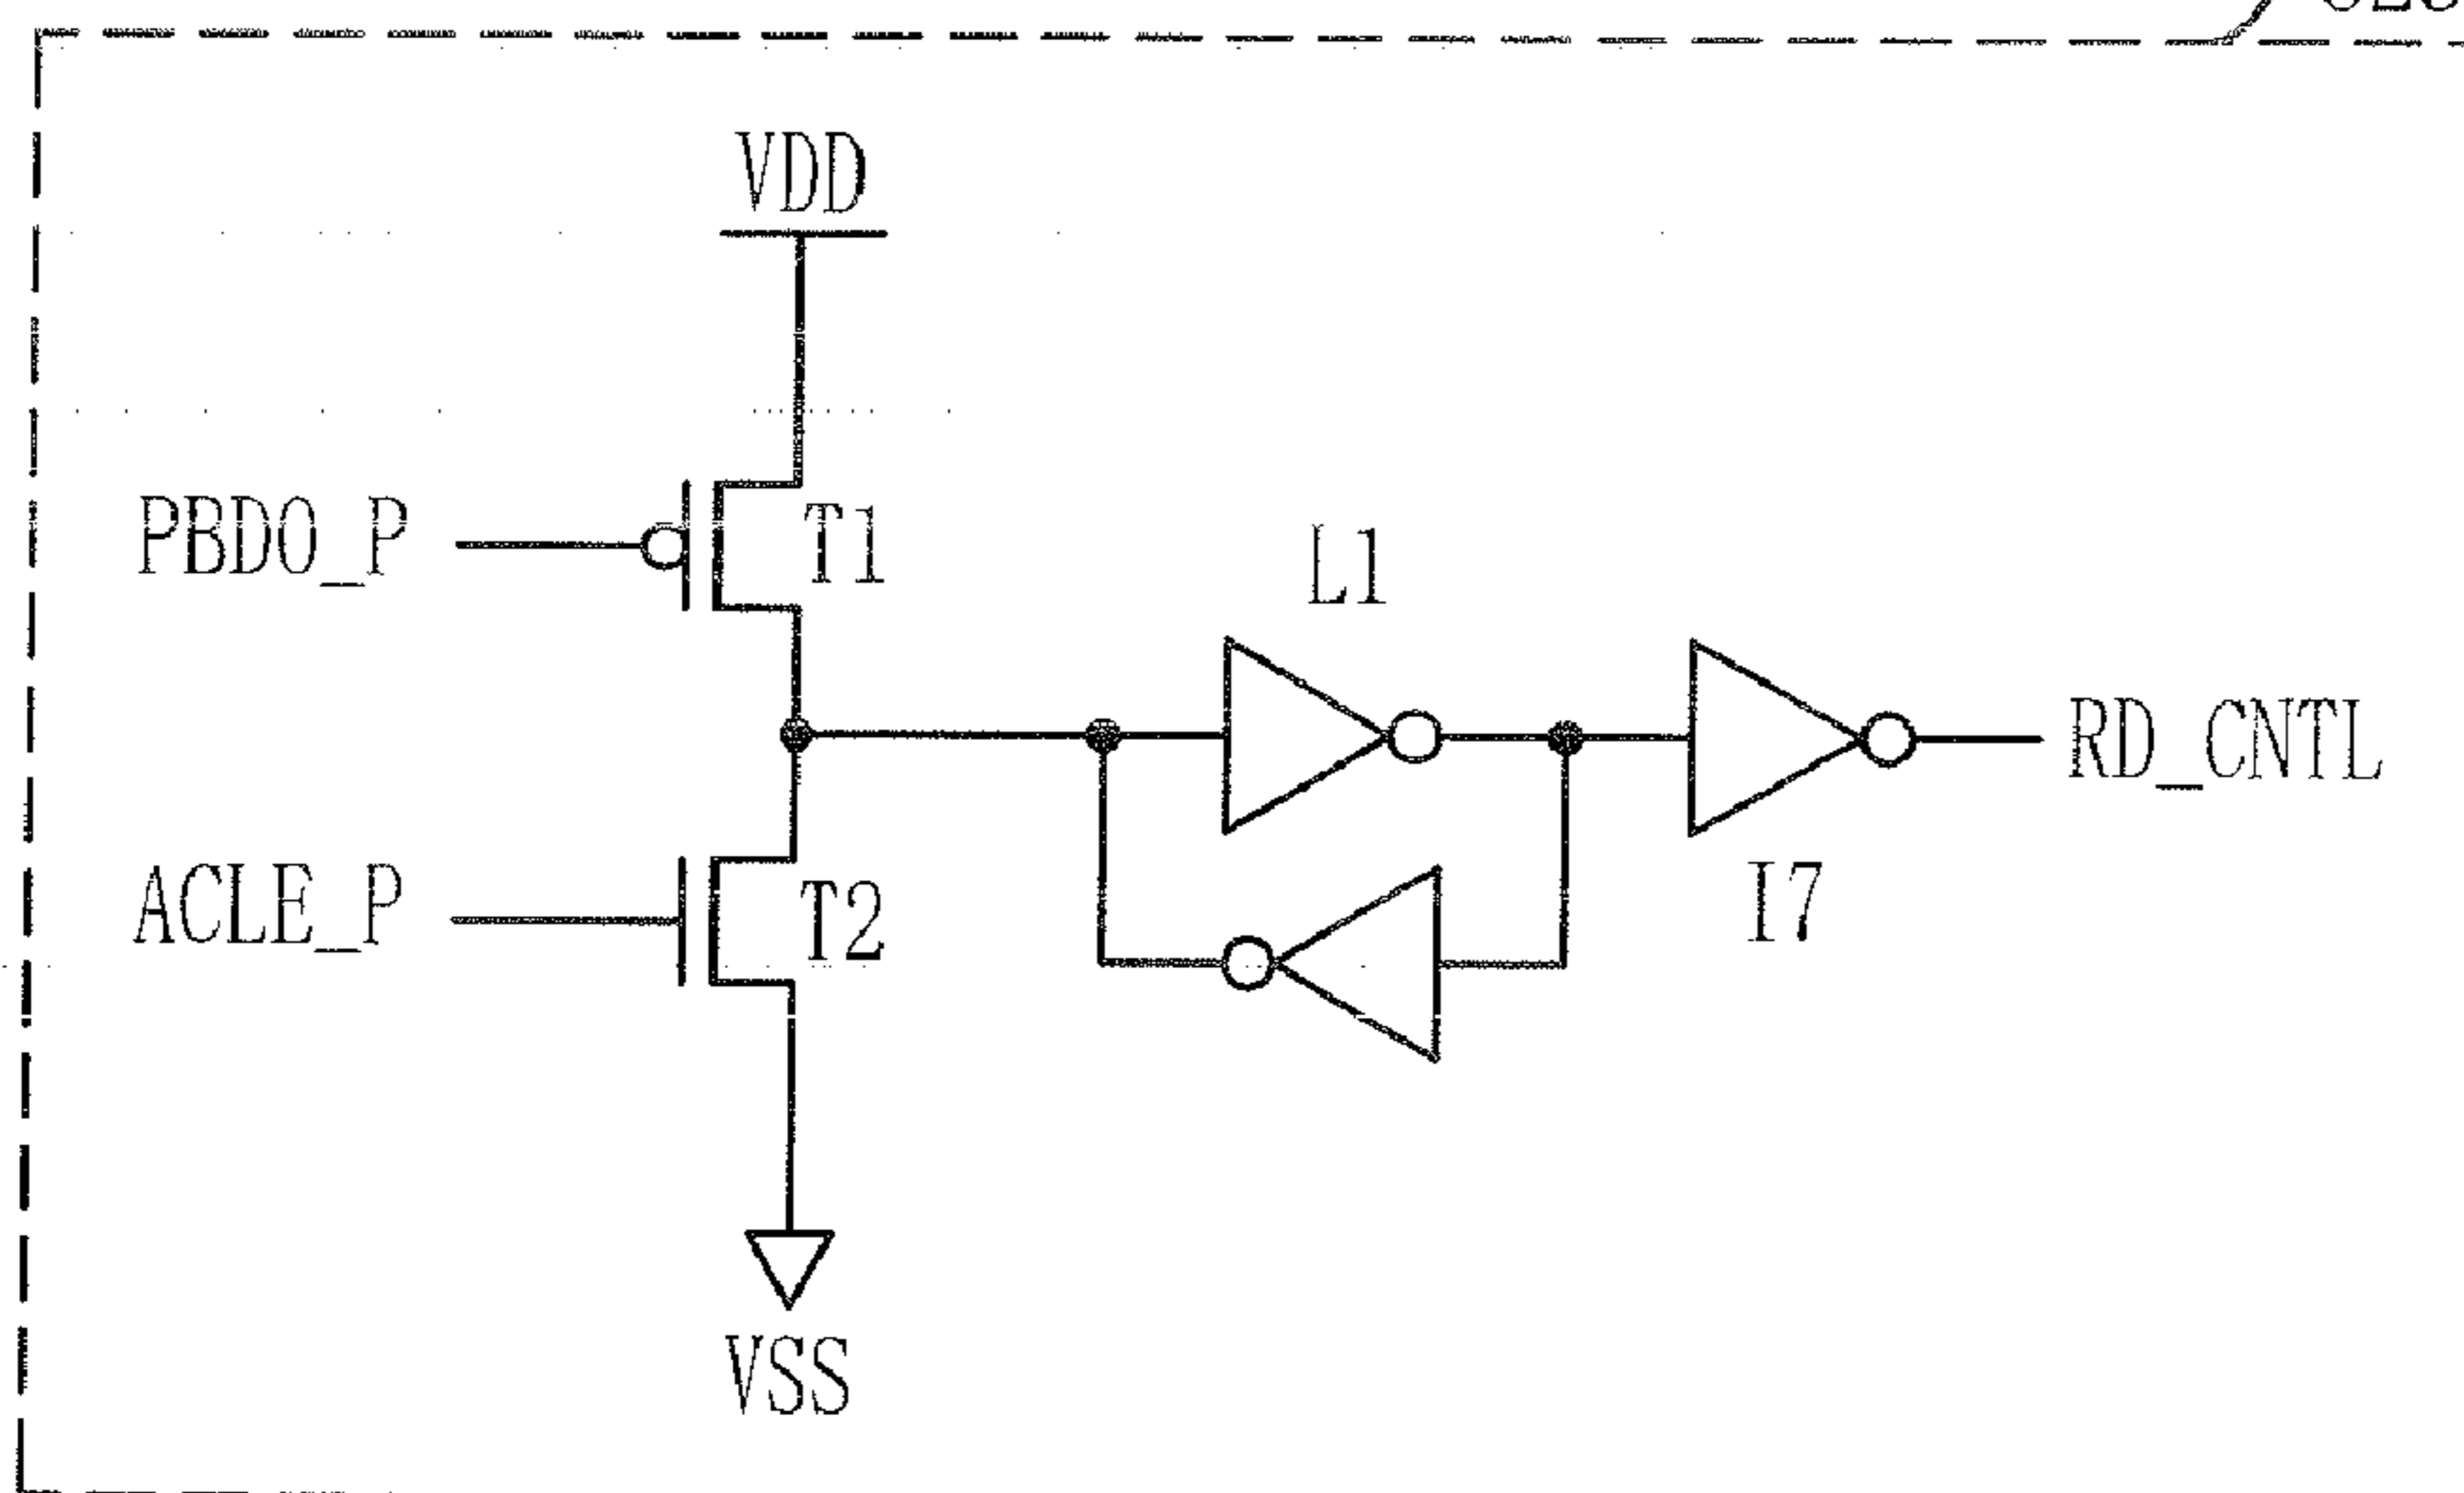 VDD
PBDO_P
T1
L1
RD_CNTL
ACLE_P
T2
I7
VSS